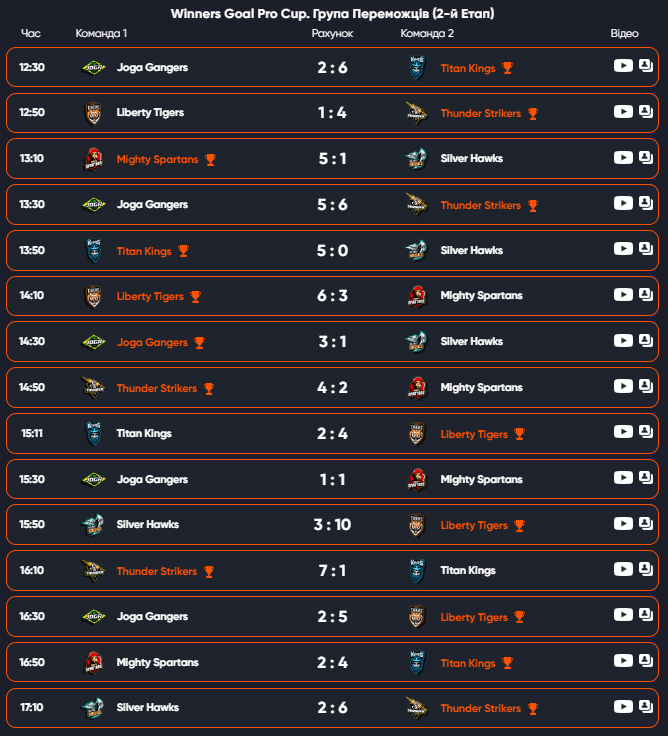 Winners Goal Pro Cup. Група Переможців (2-й Етап)
Час Команда 1 Рахунок Команда 2 Відео
12:30 Joga Gangers 2 : 6 Titan Kings
12:50 Liberty Tigers 1 : 4 Thunder Strikers
13:10 Mighty Spartans 5 : 1 Silver Hawks
13:30 Joga Gangers 5 : 6 Thunder Strikers
13:50 Titan Kings 5 : 0 Silver Hawks
14:10 Liberty Tigers 6 : 3 Mighty Spartans
14:30 Joga Gangers 3 : 1 Silver Hawks
14:50 Thunder Strikers 4 : 2 Mighty Spartans
15:11 Titan Kings 2 : 4 Liberty Tigers
15:30 Joga Gangers 1 : 1 Mighty Spartans
15:50 Silver Hawks 3 : 10 Liberty Tigers
16:10 Thunder Strikers 7 : 1 Titan Kings
16:30 Joga Gangers 2 : 5 Liberty Tigers
16:50 Mighty Spartans 2 : 4 Titan Kings
17:10 Silver Hawks 2 : 6 Thunder Strikers